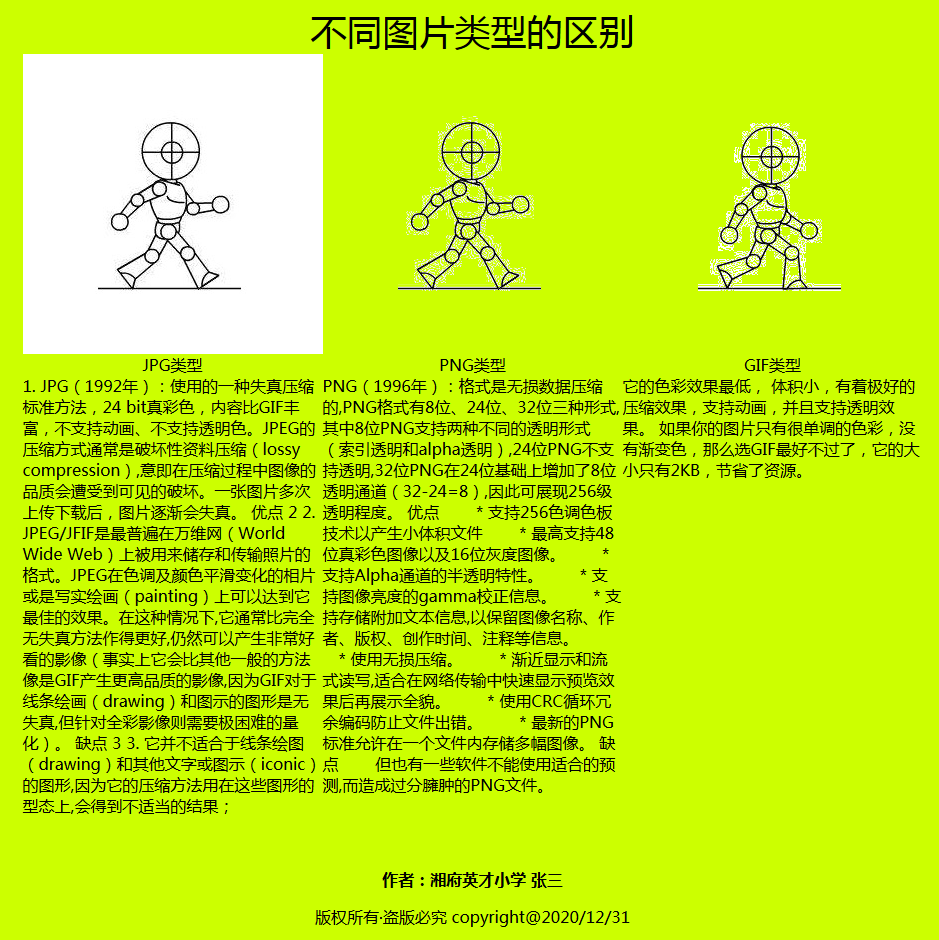 不同图片类型的区别
JPG类型
1. JPG（1992年）：使用的一种失真压缩
标准方法，24 bit真彩色，内容比GIF丰
富，不支持动画、不支持透明色。JPEG的
压缩方式通常是破坏性资料压缩（lossy
compression）,意即在压缩过程中图像的
品质会遭受到可见的破坏。一张图片多次
上传下载后，图片逐渐会失真。 优点 2 2.
JPEG/JFIF是最普遍在万维网（World
Wide Web）上被用来储存和传输照片的
格式。JPEG在色调及颜色平滑变化的相片
或是写实绘画（painting）上可以达到它
最佳的效果。在这种情况下,它通常比完全
无失真方法作得更好,仍然可以产生非常好
看的影像（事实上它会比其他一般的方法
像是GIF产生更高品质的影像,因为GIF对于
线条绘画（drawing）和图示的图形是无
失真,但针对全彩影像则需要极困难的量
化）。 缺点 3 3. 它并不适合于线条绘图
（drawing）和其他文字或图示（iconic）
的图形,因为它的压缩方法用在这些图形的
型态上,会得到不适当的结果；
PNG类型
PNG（1996年）：格式是无损数据压缩
的,PNG格式有8位、24位、32位三种形式,
其中8位PNG支持两种不同的透明形式
（索引透明和alpha透明）,24位PNG不支
持透明,32位PNG在24位基础上增加了8位
透明通道（32-24=8）,因此可展现256级
透明程度。 优点 * 支持256色调色板
技术以产生小体积文件 * 最高支持48
位真彩色图像以及16位灰度图像。 *
支持Alpha通道的半透明特性。 * 支
持图像亮度的gamma校正信息。 * 支
持存储附加文本信息,以保留图像名称、作
者、版权、创作时间、注释等信息。
* 使用无损压缩。 * 渐近显示和流
式读写,适合在网络传输中快速显示预览效
果后再展示全貌。 * 使用CRC循环冗
余编码防止文件出错。 * 最新的PNG
标准允许在一个文件内存储多幅图像。 缺
点 但也有一些软件不能使用适合的预
测,而造成过分臃肿的PNG文件。
GIF类型
它的色彩效果最低， 体积小，有着极好的
压缩效果，支持动画，并且支持透明效
果。 如果你的图片只有很单调的色彩，没
有渐变色，那么选GIF最好不过了，它的大
小只有2KB，节省了资源。
作者：湘府英才小学 张三
版权所有·盗版必究 copyright@2020/12/31